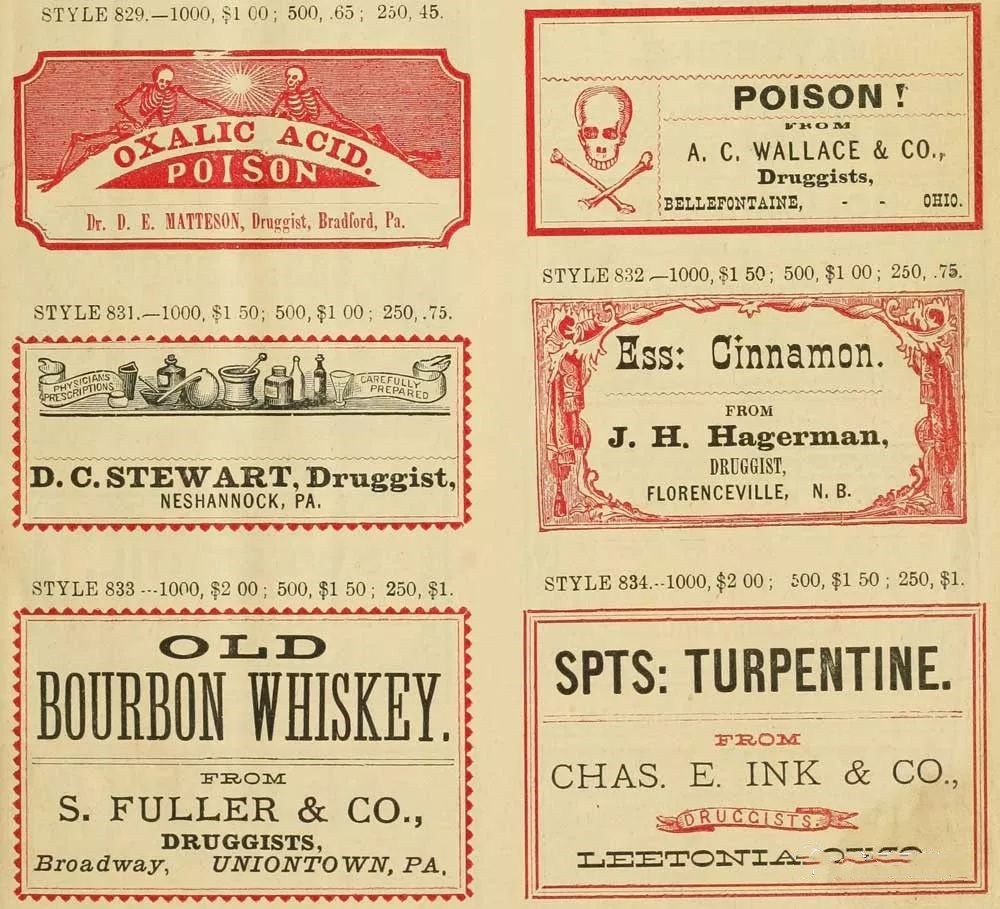 STYLE 829.—1000, $1 00; 500, .65; 250, 45.
OXALIC ACID.
POISON
Dr. D. E. MATTESON, Druggist, Bradford, Pa.
POISON!
FROM
A. C. WALLACE & CO.,
Druggists,
BELLEFONTAINE, - - OHIO.
STYLE 831.—1000, $1 50; 500, $1 00; 250, .75.
PHYSICIANS PRESCRIPTIONS
CAREFULLY PREPARED
D. C. STEWART, Druggist,
NESHANNOCK, PA.
STYLE 832—1000, $1 50; 500, $1 00; 250, .75.
Ess: Cinnamon.
FROM
J. H. Hagerman,
DRUGGIST,
FLORENCEVILLE, N. B.
STYLE 833 ---1000, $2 00; 500, $1 50; 250, $1.
OLD
BOURBON WHISKEY.
FROM
S. FULLER & CO.,
DRUGGISTS,
Broadway, UNIONTOWN, PA.
STYLE 834.--1000, $2 00; 500, $1 50; 250, $1.
SPTS: TURPENTINE.
FROM
CHAS. E. INK & CO.,
DRUGGISTS.
LEETONIA